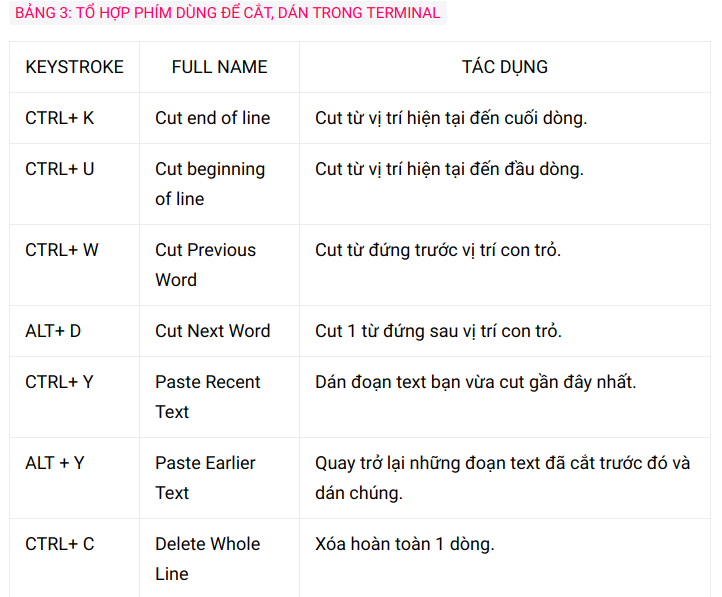 BẢNG 3: TỔ HỢP PHÍM DÙNG ĐỂ CẮT, DÁN TRONG TERMINAL
KEYSTROKE FULL NAME TÁC DỤNG
CTRL+ K Cut end of line Cut từ vị trí hiện tại đến cuối dòng.
CTRL+ U Cut beginning Cut từ vị trí hiện tại đến đầu dòng.
of line
CTRL+ W Cut Previous Cut từ đứng trước vị trí con trỏ.
Word
ALT+ D Cut Next Word Cut 1 từ đứng sau vị trí con trỏ.
CTRL+ Y Paste Recent Dán đoạn text bạn vừa cut gần đây nhất.
Text
ALT + Y Paste Earlier Quay trở lại những đoạn text đã cắt trước đó và
Text dán chúng.
CTRL+ C Delete Whole Xóa hoàn toàn 1 dòng.
Line